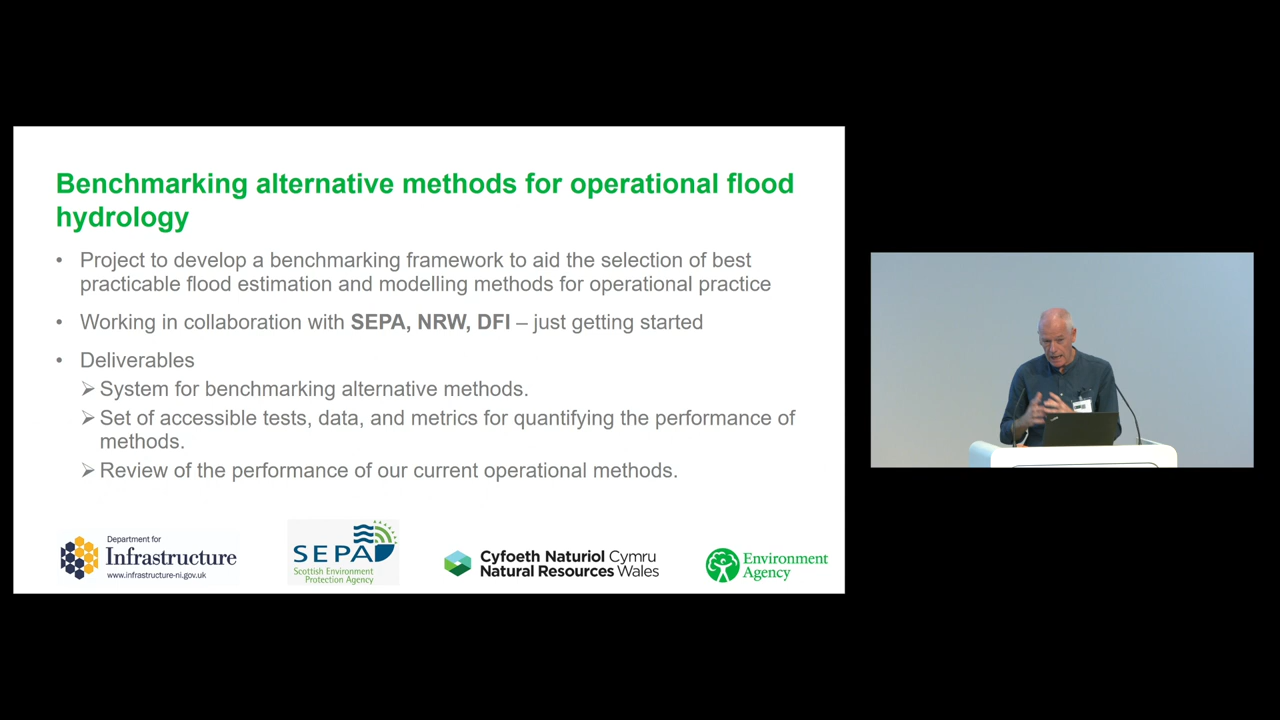 Benchmarking alternative methods for operational flood
hydrology
• Project to develop a benchmarking framework to aid the selection of best
practicable flood estimation and modelling methods for operational practice
• Working in collaboration with SEPA, NRW, DFI – just getting started
• Deliverables
➢ System for benchmarking alternative methods.
➢ Set of accessible tests, data, and metrics for quantifying the performance of
methods.
➢ Review of the performance of our current operational methods.
Department for
Infrastructure
www.infrastructure-ni.gov.uk
SEPA
Scottish Environment
Protection Agency
Cyfoeth Naturiol Cymru
Natural Resources Wales
Environment
Agency